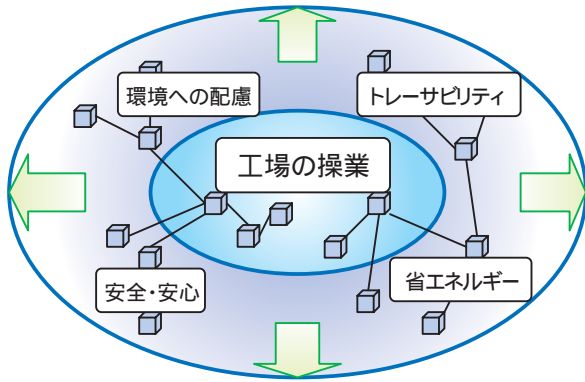 環境への配慮
トレーサビリティ
工場の操業
安全・安心
省エネルギー